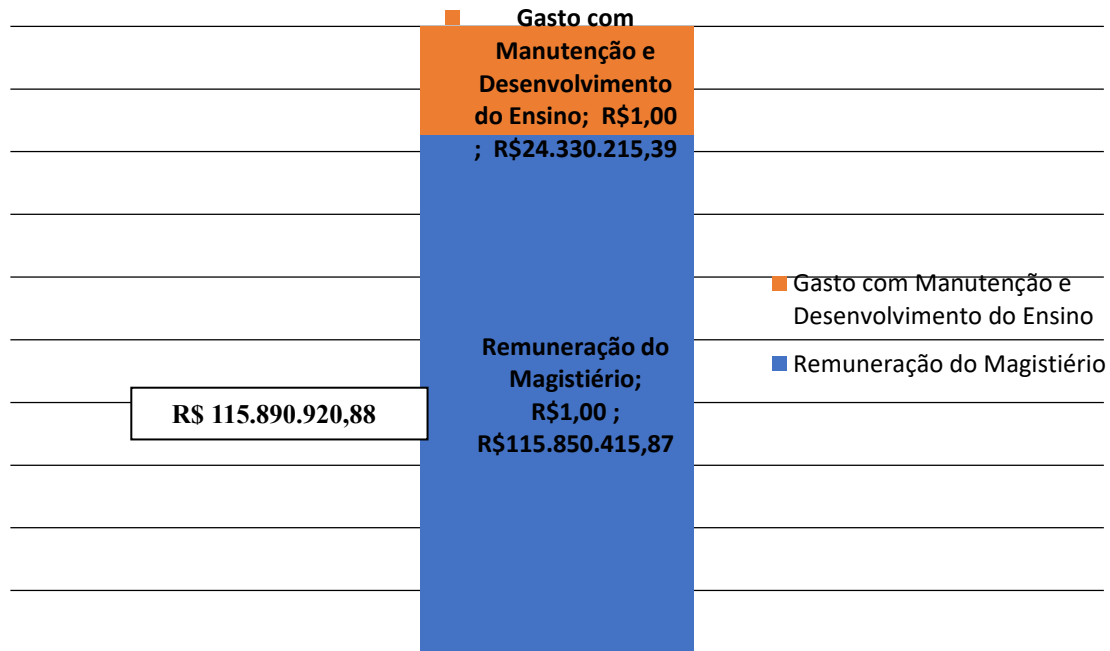 Gasto com
Manutenção e
Desenvolvimento
do Ensino; R$1,00
; R$24.330.215,39
Gasto com Manutenção e
Desenvolvimento do Ensino
Remuneração do
Magistiério;
R$1,00 ;
R$115.850.415,87
Remuneração do Magistiério
R$ 115.890.920,88